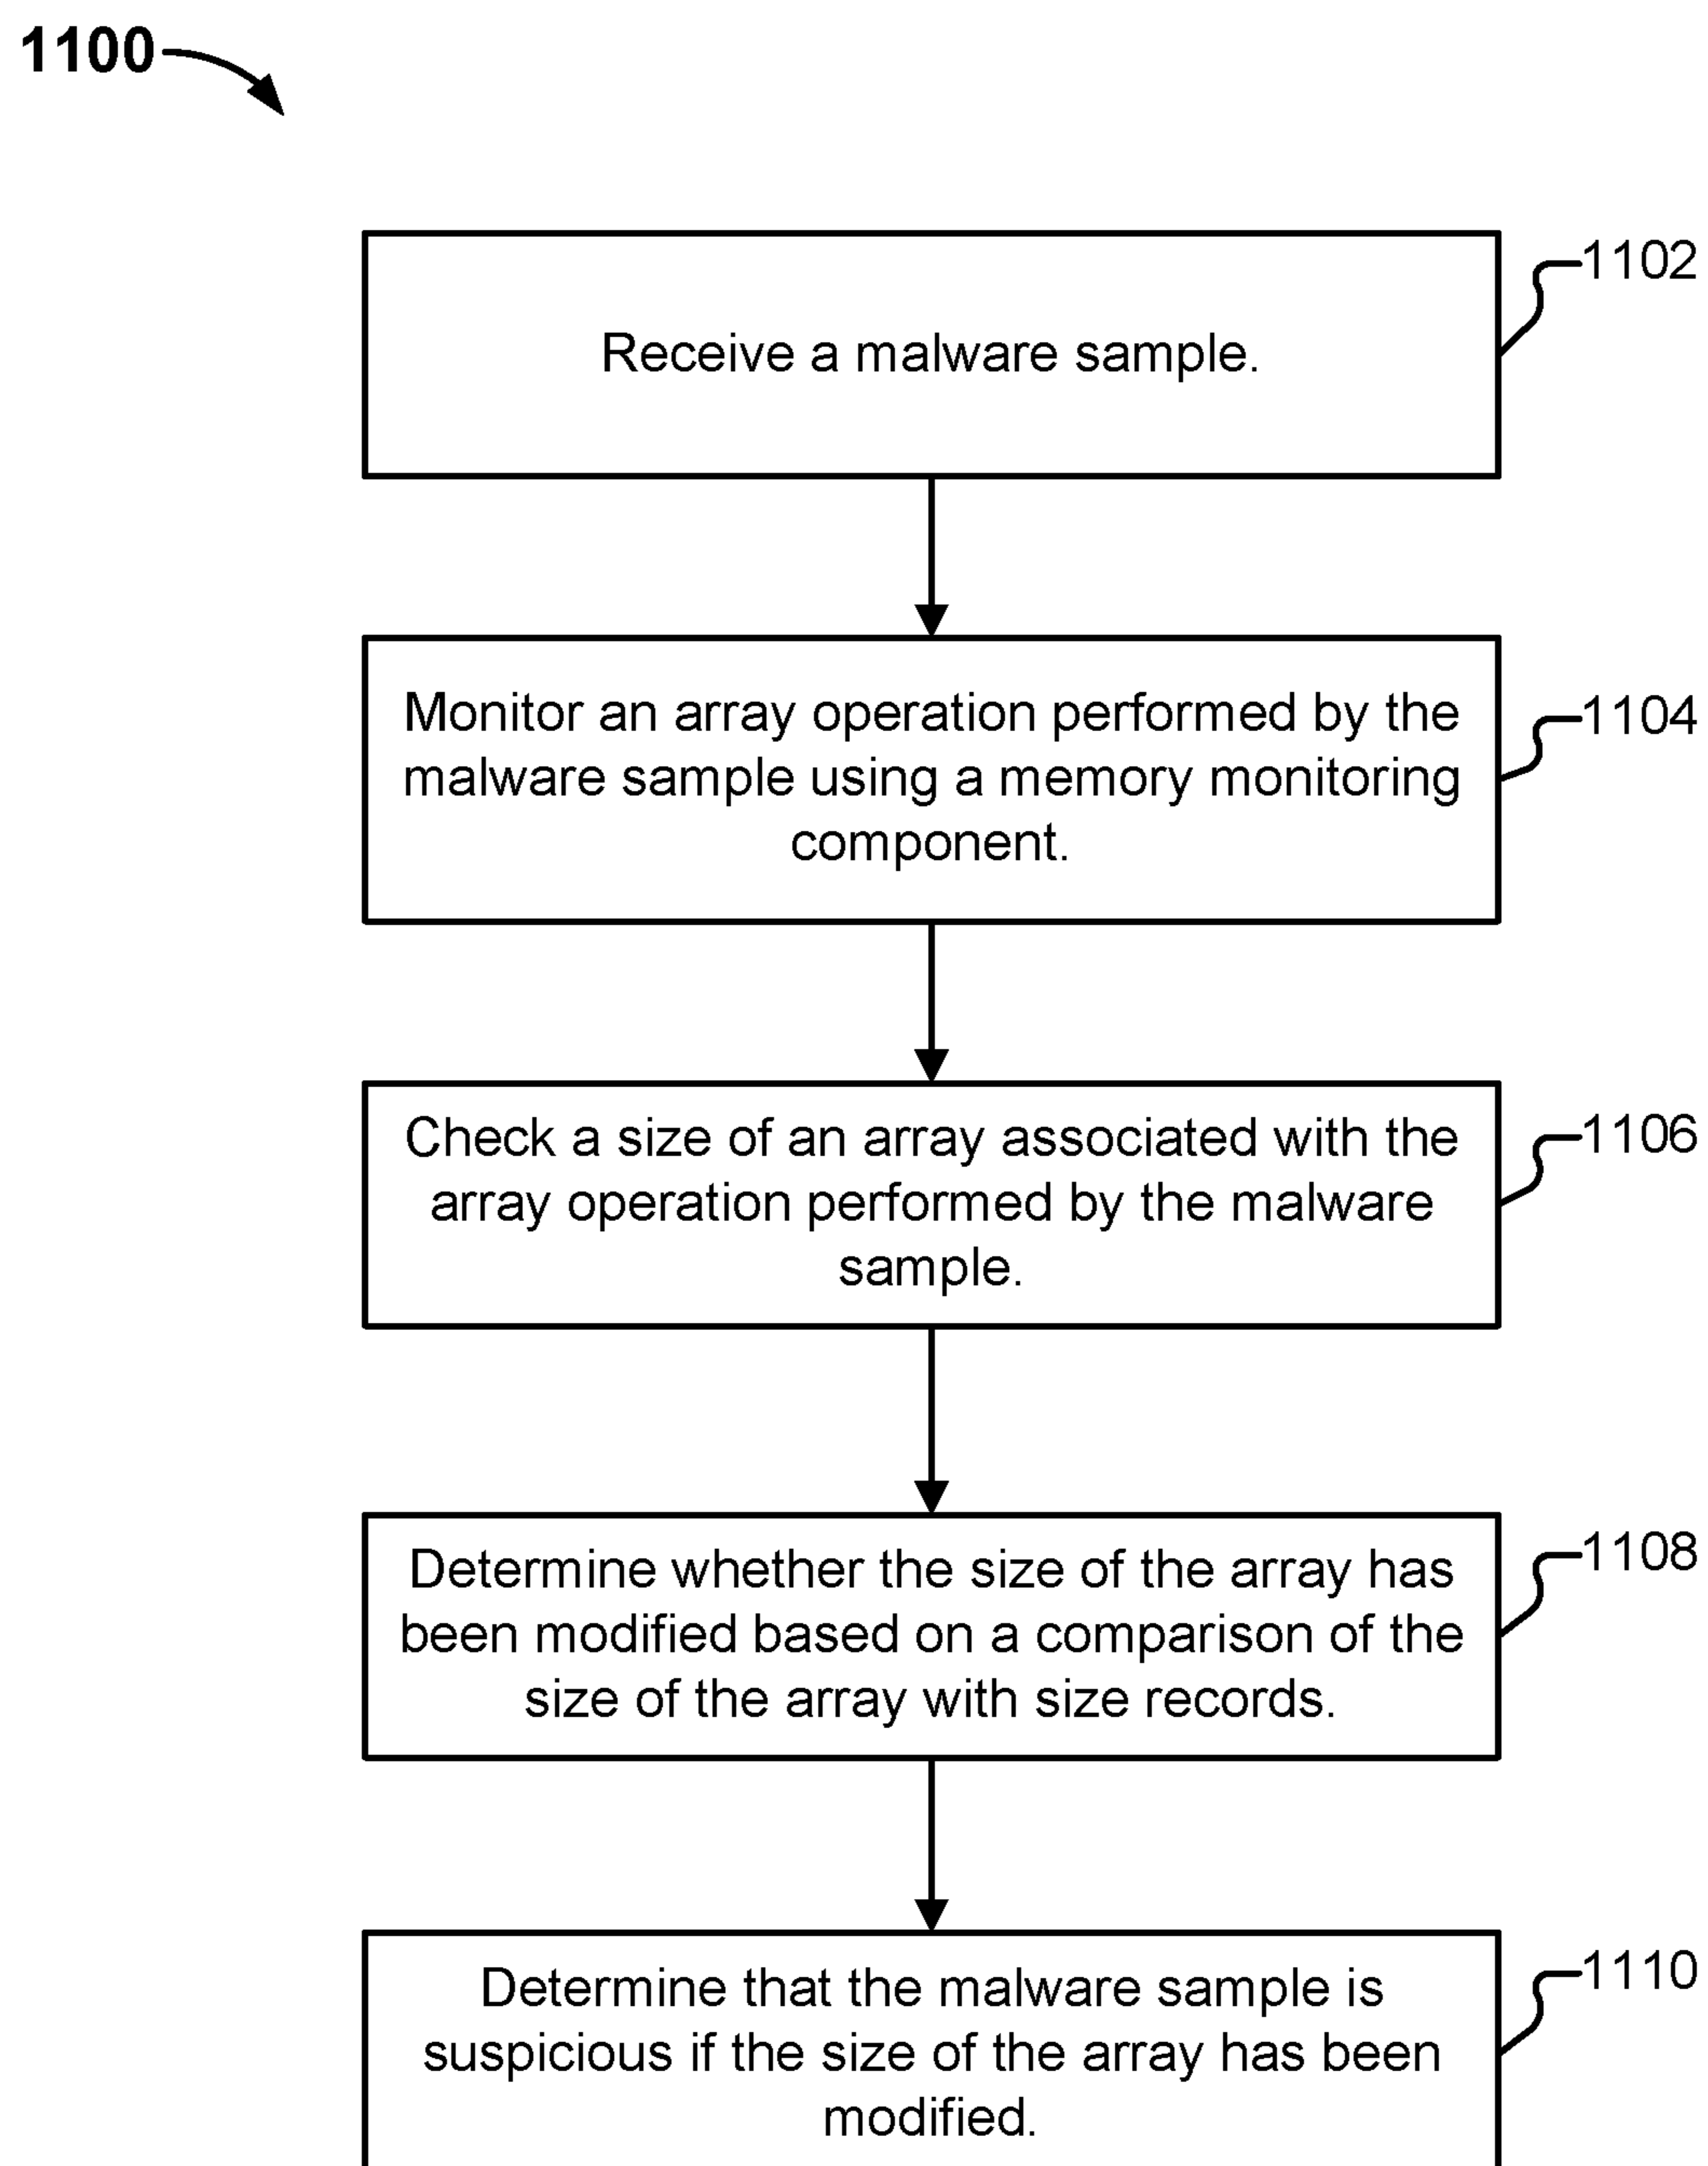 1100
Receive a malware sample.
1102
Monitor an array operation performed by the
malware sample using a memory monitoring
component.
1104
Check a size of an array associated with the
array operation performed by the malware
sample.
1106
Determine whether the size of the array has
been modified based on a comparison of the
size of the array with size records.
1108
Determine that the malware sample is
suspicious if the size of the array has been
modified.
1110